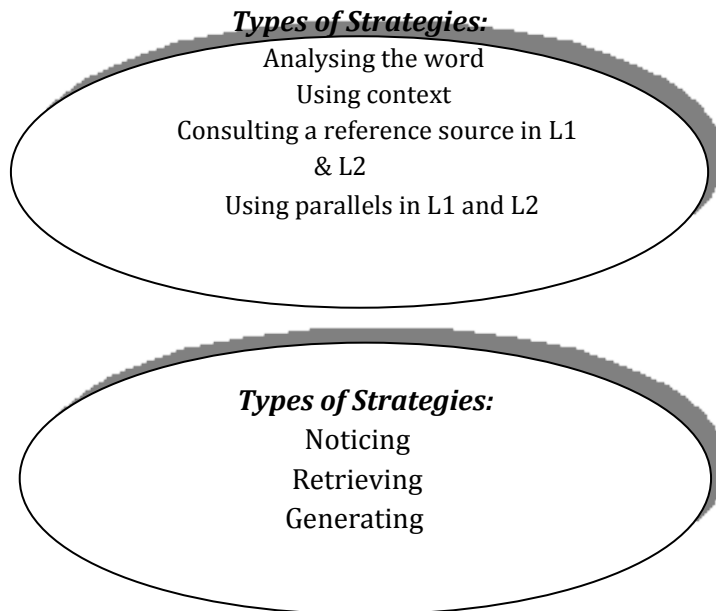 Types of Strategies:
Analysing the word
Using context
Consulting a reference source in L1
& L2
Using parallels in L1 and L2
Types of Strategies:
Noticing
Retrieving
Generating